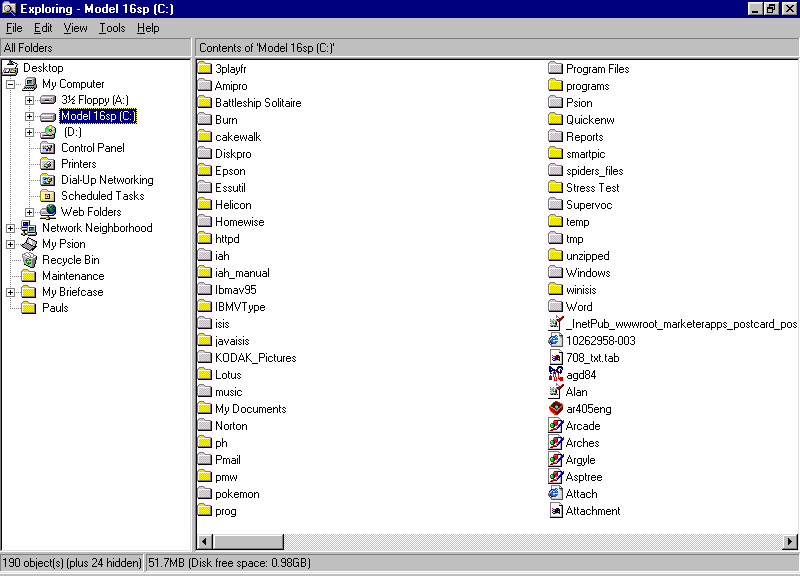 Exploring - Model 16sp (C:)
File Edit View Tools Help
All Folders
Contents of 'Model 16sp (C:)'
Desktop
My Computer
3½ Floppy (A:)
Model 16sp (C:)
(D:)
Control Panel
Printers
Dial-Up Networking
Scheduled Tasks
Web Folders
Network Neighborhood
My Psion
Recycle Bin
Maintenance
My Briefcase
Pauls
3playfr
Amipro
Battleship Solitaire
Burn
cakewalk
Diskpro
Epson
Essutil
Helicon
Homewise
httpd
iah
iah_manual
Ibmav95
IBMVType
isis
javaisis
KODAK_Pictures
Lotus
music
My Documents
Norton
ph
Pmail
pmw
pokemon
prog
Program Files
programs
Psion
Quickenw
Reports
smartpic
spiders_files
Stress Test
Supervoc
temp
tmp
unzipped
Windows
winisis
Word
_InetPub_wwwroot_marketerapps_postcard_pos
10262958-003
708_txt.tab
agd84
Alan
ar405eng
Arcade
Arches
Argyle
Asptree
Attach
Attachment
190 object(s) (plus 24 hidden) 51.7MB (Disk free space: 0.98GB)